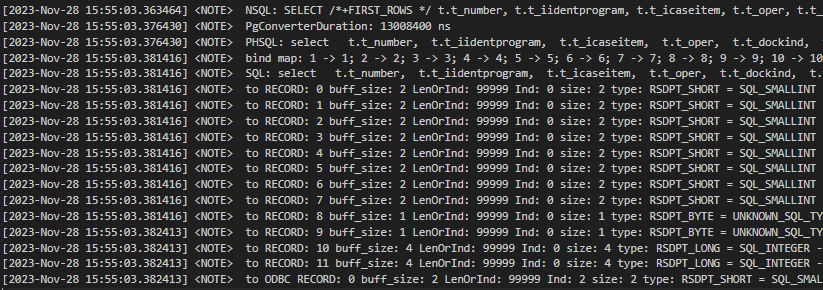 [2023-Nov-28 15:55:03.363464] <NOTE> NSQL: SELECT /*+FIRST_ROWS */ t.t_number, t.t_iidentprogram, t.t_icaseitem, t.t_oper, t.t_
[2023-Nov-28 15:55:03.376430] <NOTE> PgConverterDuration: 13008400 ns
[2023-Nov-28 15:55:03.376430] <NOTE> PHSQL: select t.t_number, t.t_iidentprogram, t.t_icaseitem, t.t_oper, t.t_dockind,
[2023-Nov-28 15:55:03.381416] <NOTE> bind map: 1 -> 1; 2 -> 2; 3 -> 3; 4 -> 4; 5 -> 5; 6 -> 6; 7 -> 7; 8 -> 8; 9 -> 9; 10 -> 10
[2023-Nov-28 15:55:03.381416] <NOTE> SQL: select t.t_number, t.t_iidentprogram, t.t_icaseitem, t.t_oper, t.t_dockind, t.t
[2023-Nov-28 15:55:03.381416] <NOTE> to RECORD: 0 buff_size: 2 LenOrInd: 99999 Ind: 0 size: 2 type: RSDPT_SHORT = SQL_SMALLINT
[2023-Nov-28 15:55:03.381416] <NOTE> to RECORD: 1 buff_size: 2 LenOrInd: 99999 Ind: 0 size: 2 type: RSDPT_SHORT = SQL_SMALLINT
[2023-Nov-28 15:55:03.381416] <NOTE> to RECORD: 2 buff_size: 2 LenOrInd: 99999 Ind: 0 size: 2 type: RSDPT_SHORT = SQL_SMALLINT
[2023-Nov-28 15:55:03.381416] <NOTE> to RECORD: 3 buff_size: 2 LenOrInd: 99999 Ind: 0 size: 2 type: RSDPT_SHORT = SQL_SMALLINT
[2023-Nov-28 15:55:03.381416] <NOTE> to RECORD: 4 buff_size: 2 LenOrInd: 99999 Ind: 0 size: 2 type: RSDPT_SHORT = SQL_SMALLINT
[2023-Nov-28 15:55:03.381416] <NOTE> to RECORD: 5 buff_size: 2 LenOrInd: 99999 Ind: 0 size: 2 type: RSDPT_SHORT = SQL_SMALLINT
[2023-Nov-28 15:55:03.381416] <NOTE> to RECORD: 6 buff_size: 2 LenOrInd: 99999 Ind: 0 size: 2 type: RSDPT_SHORT = SQL_SMALLINT
[2023-Nov-28 15:55:03.381416] <NOTE> to RECORD: 7 buff_size: 2 LenOrInd: 99999 Ind: 0 size: 2 type: RSDPT_SHORT = SQL_SMALLINT
[2023-Nov-28 15:55:03.381416] <NOTE> to RECORD: 8 buff_size: 1 LenOrInd: 99999 Ind: 0 size: 1 type: RSDPT_BYTE = UNKNOWN_SQL_TY
[2023-Nov-28 15:55:03.382413] <NOTE> to RECORD: 9 buff_size: 1 LenOrInd: 99999 Ind: 0 size: 1 type: RSDPT_BYTE = UNKNOWN_SQL_TY
[2023-Nov-28 15:55:03.382413] <NOTE> to RECORD: 10 buff_size: 4 LenOrInd: 99999 Ind: 0 size: 4 type: RSDPT_LONG = SQL_INTEGER -
[2023-Nov-28 15:55:03.382413] <NOTE> to RECORD: 11 buff_size: 4 LenOrInd: 99999 Ind: 0 size: 4 type: RSDPT_LONG = SQL_INTEGER -
[2023-Nov-28 15:55:03.382413] <NOTE> to ODBC RECORD: 0 buff_size: 2 LenOrInd: 99999 Ind: 2 size: 2 type: RSDPT_SHORT = SQL_SMAL